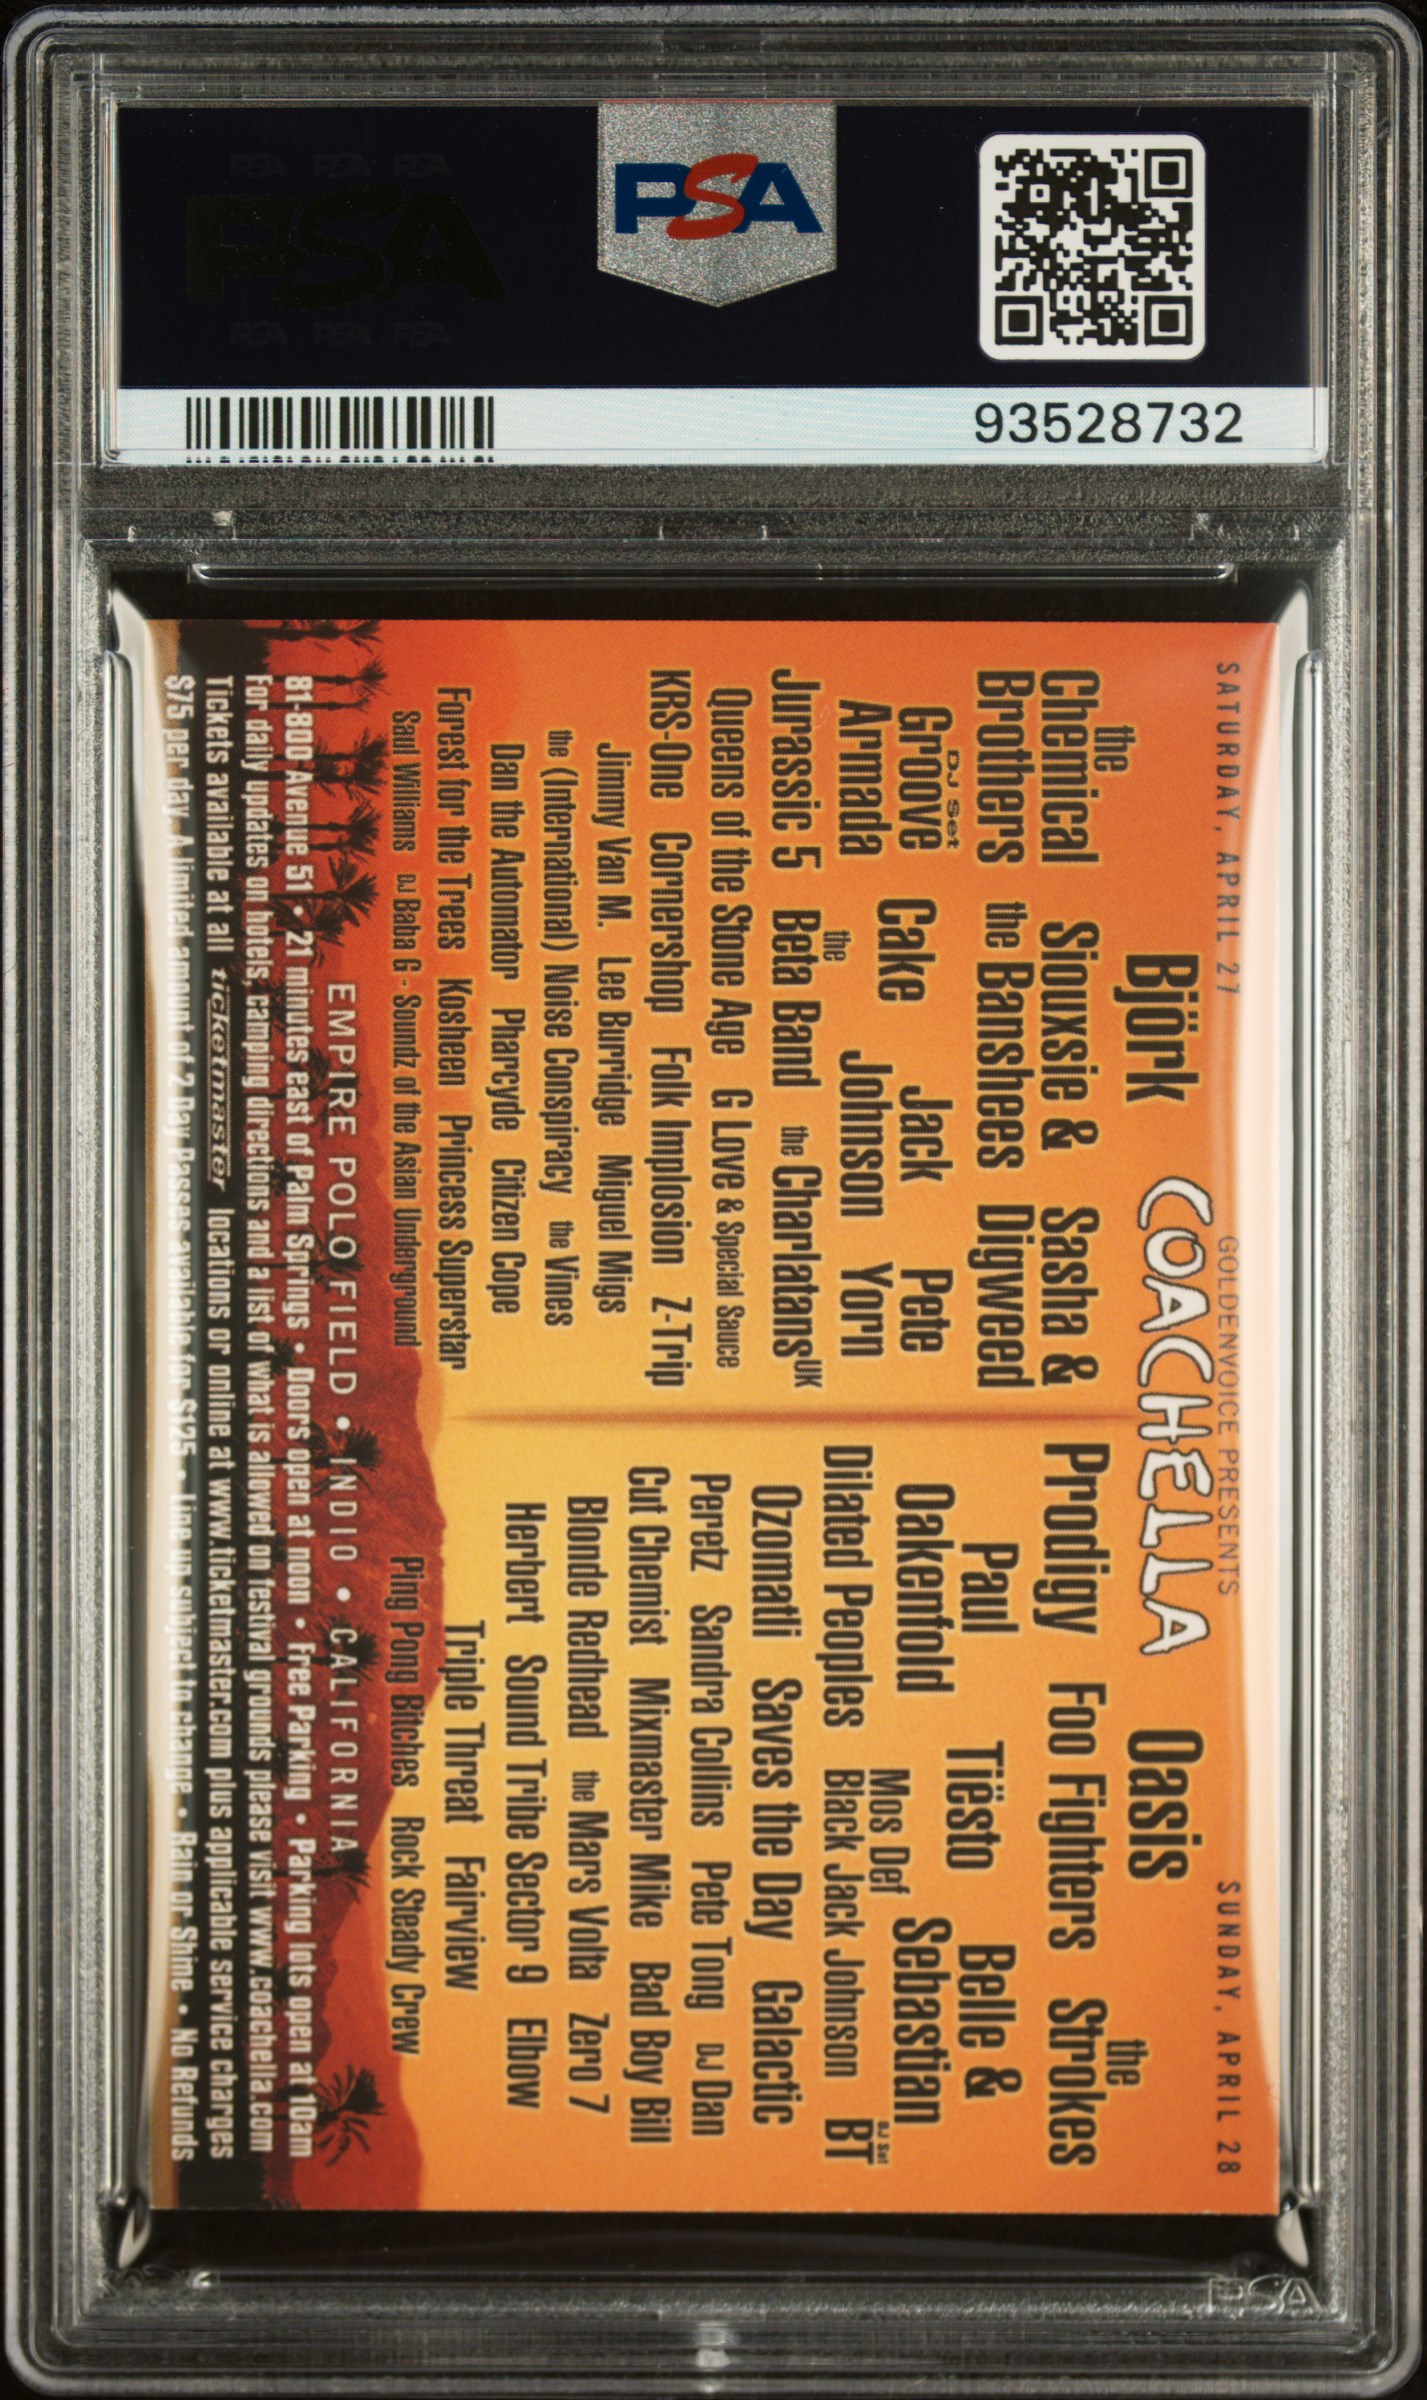 PSA
PSA PSA PSA
PSA
PSA PSA PSA
93528732
GOLDENVOICE PRESENTS
COACHELLA
SATURDAY, APRIL 27
Björk
the Chemical Brothers Siouxsie & the Banshees Sasha & Digweed
DJ Set
Groove Armada Cake Jack Johnson Pete Yorn
Jurassic 5 the Beta Band the Charlatans UK
Queens of the Stone Age G Love & Special Sauce
KRS-One Cornershop Folk Implosion Z-Trip
Jimmy Van M. Lee Burridge Miguel Migs
the (International) Noise Conspiracy the Vines
Dan the Automator Pharcyde Citizen Cope
Forest for the Trees Kosheen Princess Superstar
Saul Williams DJ Baba G - Sountz of the Asian Underground
SUNDAY, APRIL 28
Oasis
Prodigy Foo Fighters the Strokes
Paul Oakenfold Tiësto Belle & Sebastian
Mos Def
DJ Set
Dilated Peoples Black Jack Johnson BT
Ozomatli Saves the Day Galactic
Peretz Sandra Collins Pete Tong DJ Dan
Cut Chemist Mixmaster Mike Bad Boy Bill
Blonde Redhead the Mars Volta Zero 7
Herbert Sound Tribe Sector 9 Elbow
Triple Threat Fairview
Ping Pong Bitches Rock Steady Crew
EMPIRE POLO FIELD • INDIO • CALIFORNIA
81-800 Avenue 51 • 21 minutes east of Palm Springs • Doors open at noon • Free Parking • Parking lots open at 10am
For daily updates on hotels, camping directions and a list of what is allowed on festival grounds please visit www.coachella.com
Tickets available at all ticketmaster locations or online at www.ticketmaster.com plus applicable service charges
$75 per day. A limited amount of 2 Day Passes available for $125 • Line up subject to change • Rain or Shine • No Refunds
PSA